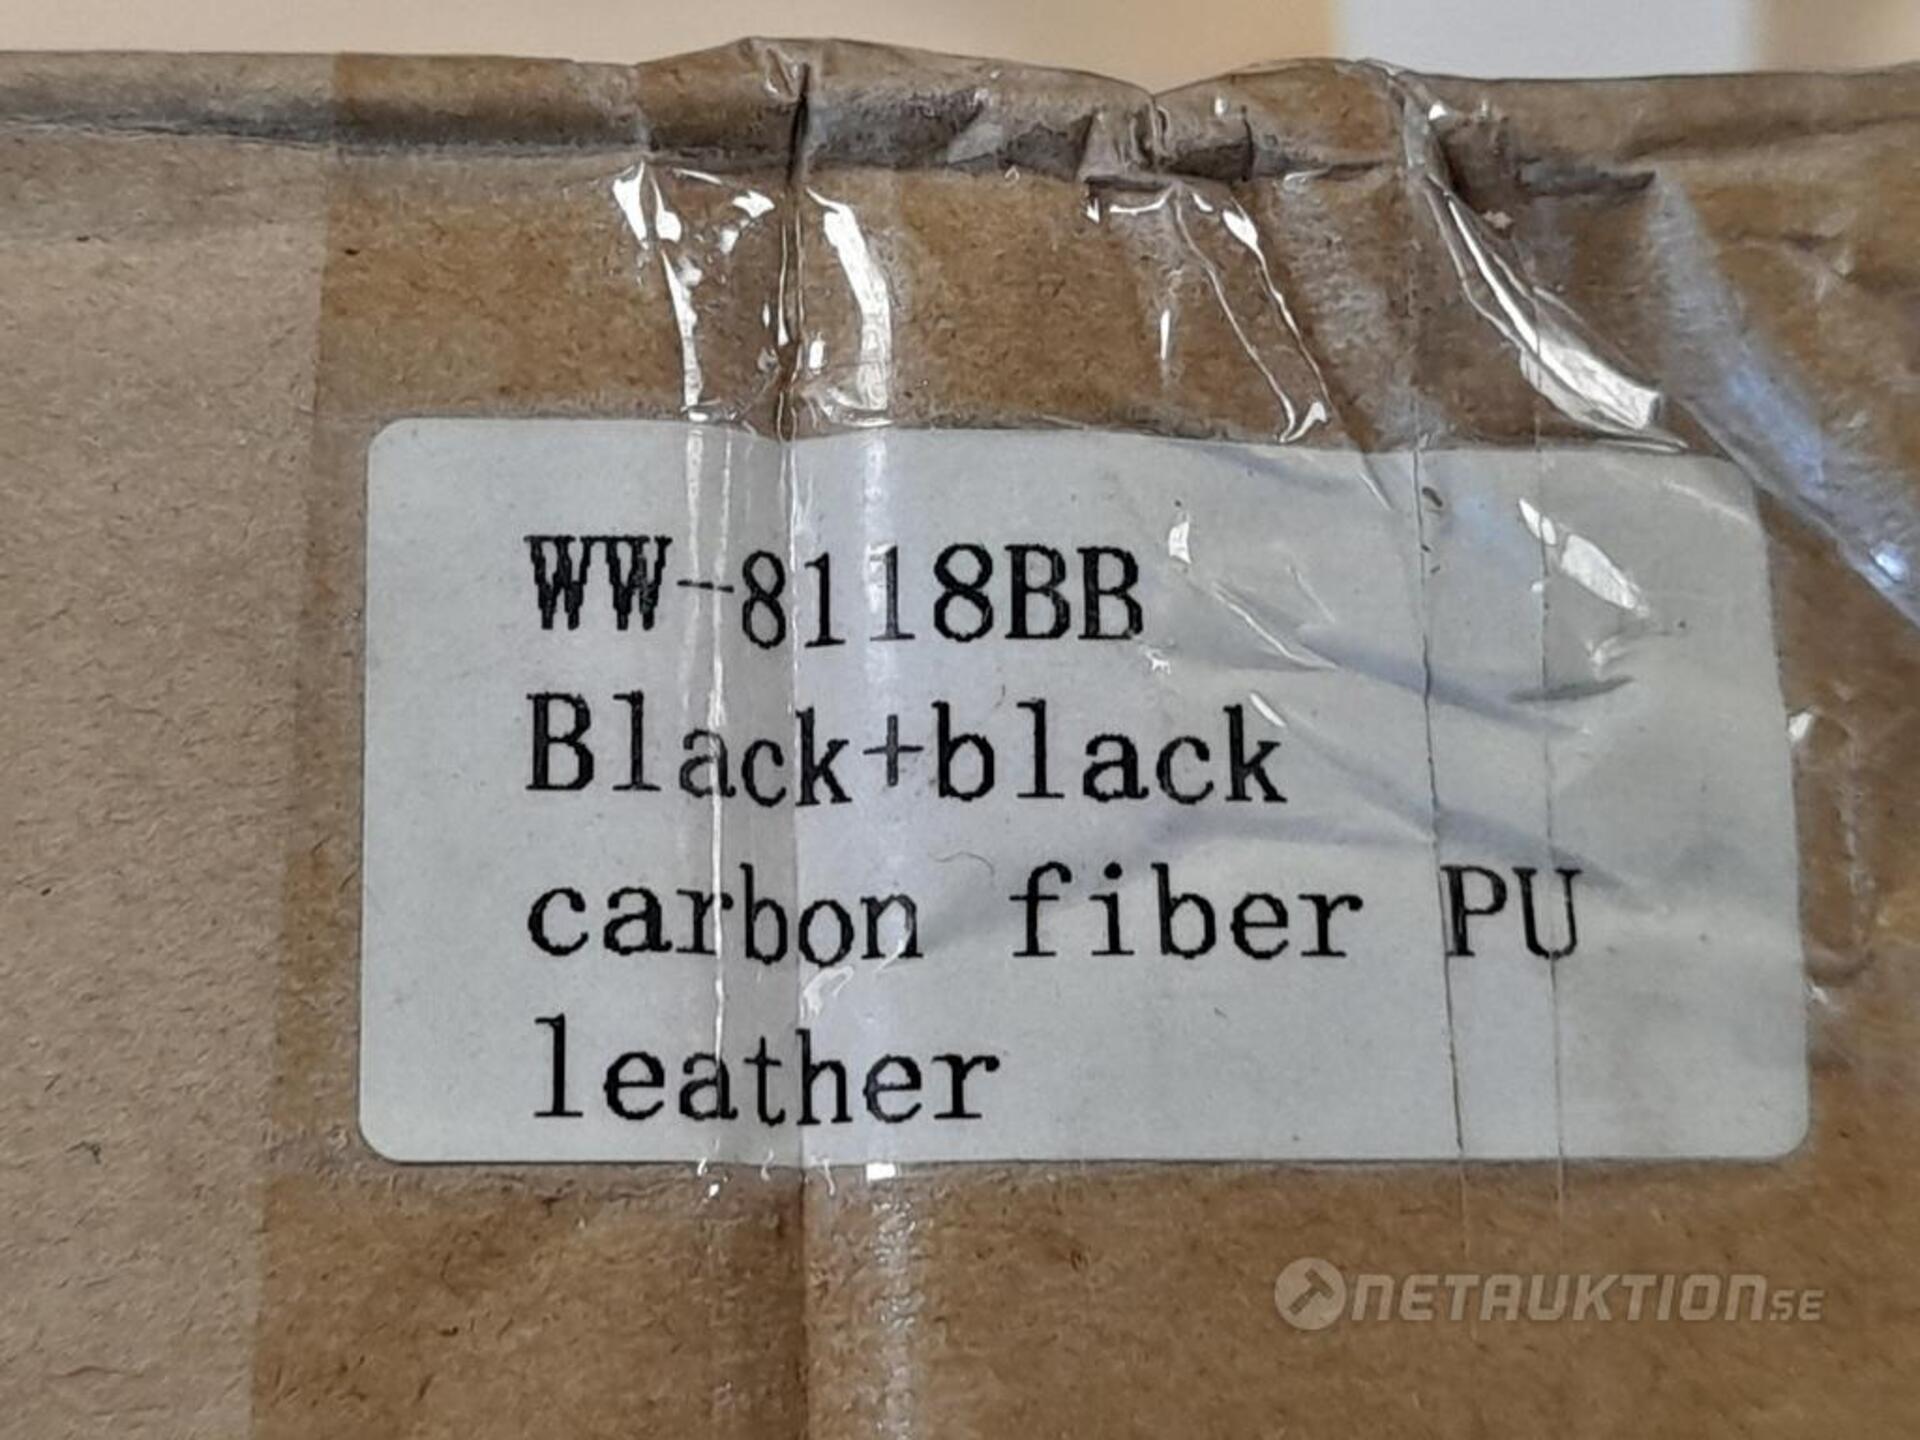 WW-8118BB
Black+black
carbon fiber PU
leather
NETAUKTION.SE